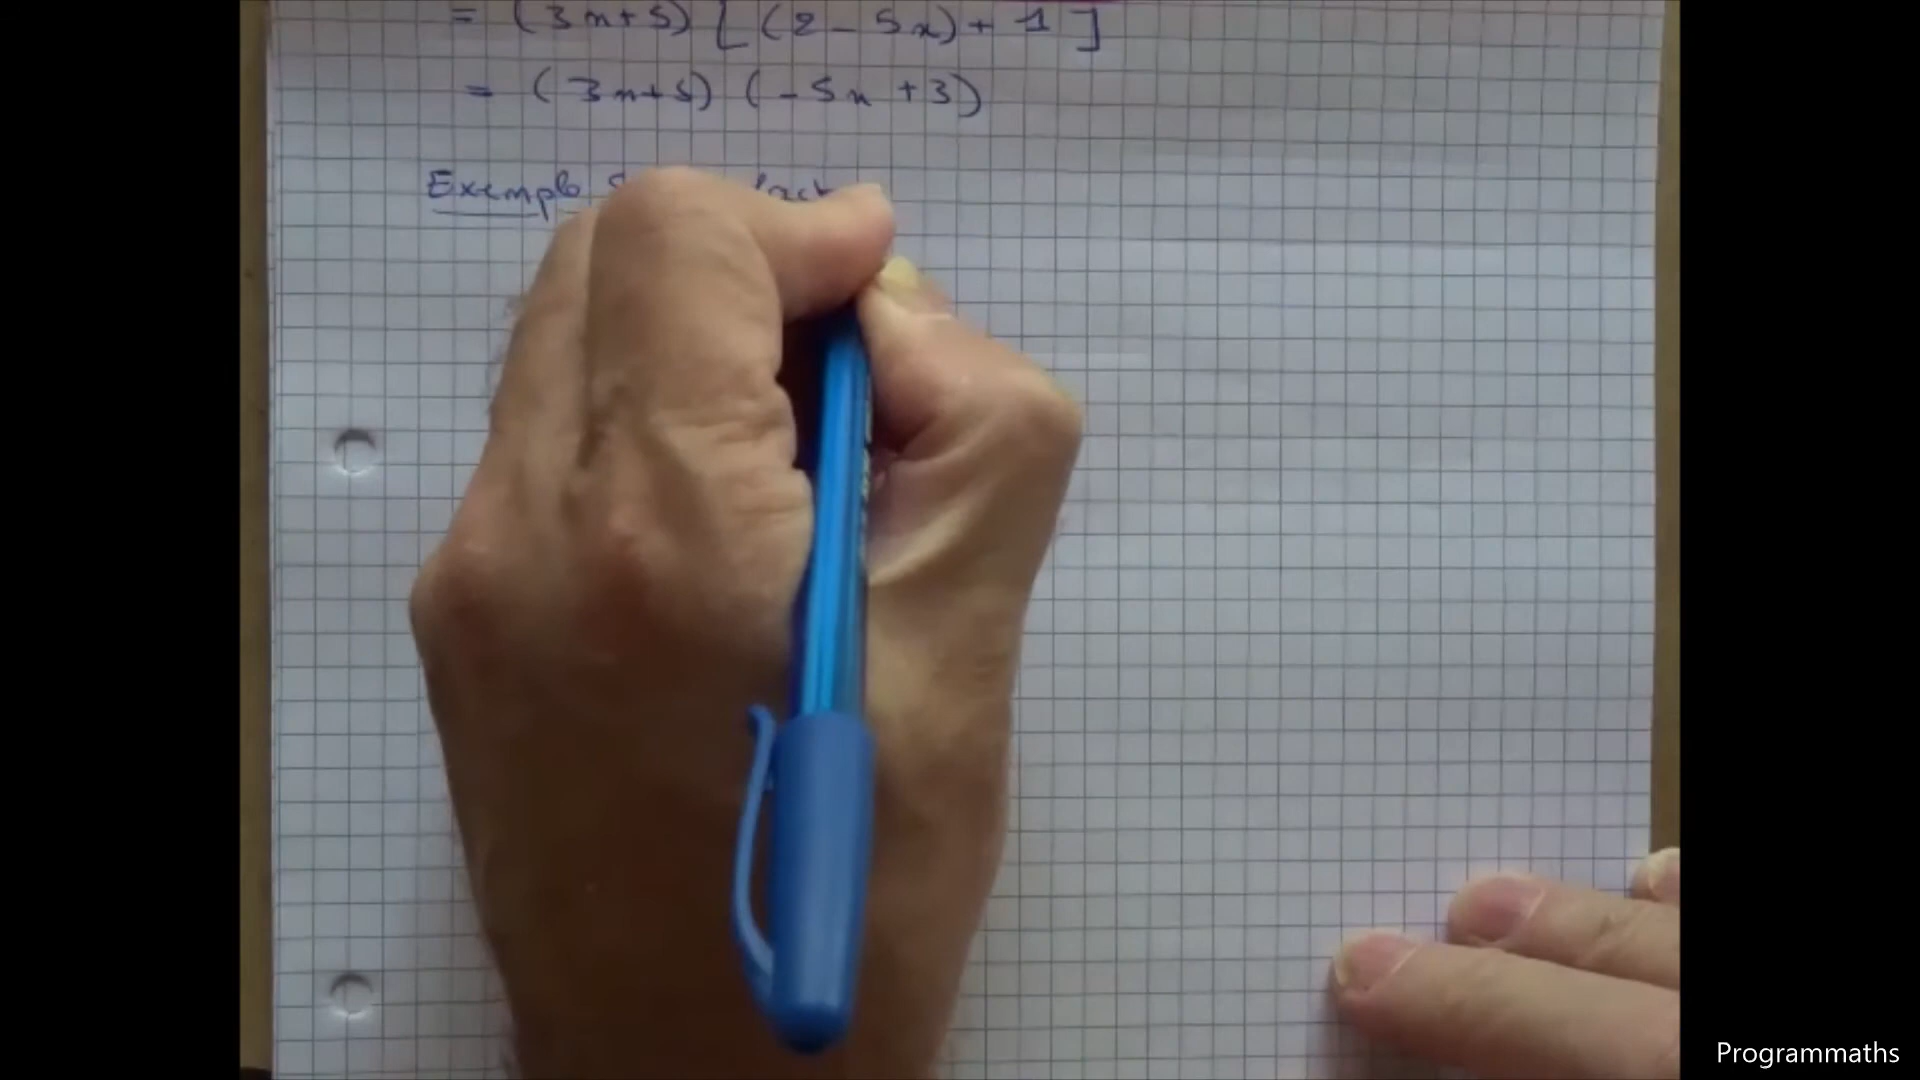 = (3x+5) [(2-5x)+1]
= (3x+5) (-5x+3)
Exemple
Programmaths